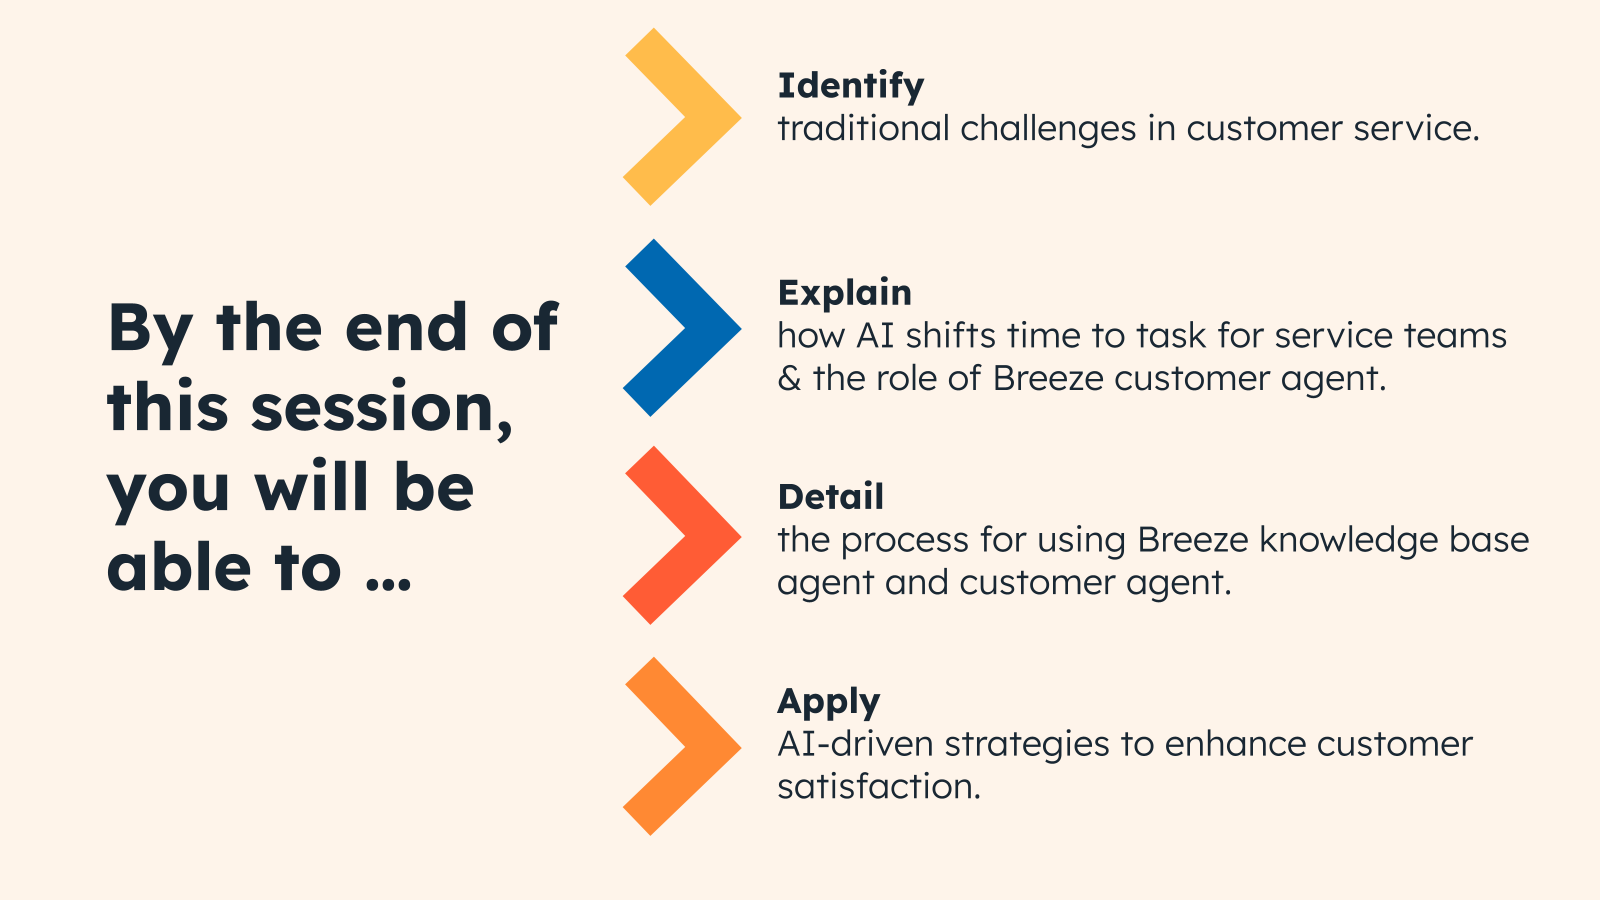 By the end of
this session,
you will be
able to ...
Identify
traditional challenges in customer service.
Explain
how AI shifts time to task for service teams
& the role of Breeze customer agent.
Detail
the process for using Breeze knowledge base
agent and customer agent.
Apply
AI-driven strategies to enhance customer
satisfaction.